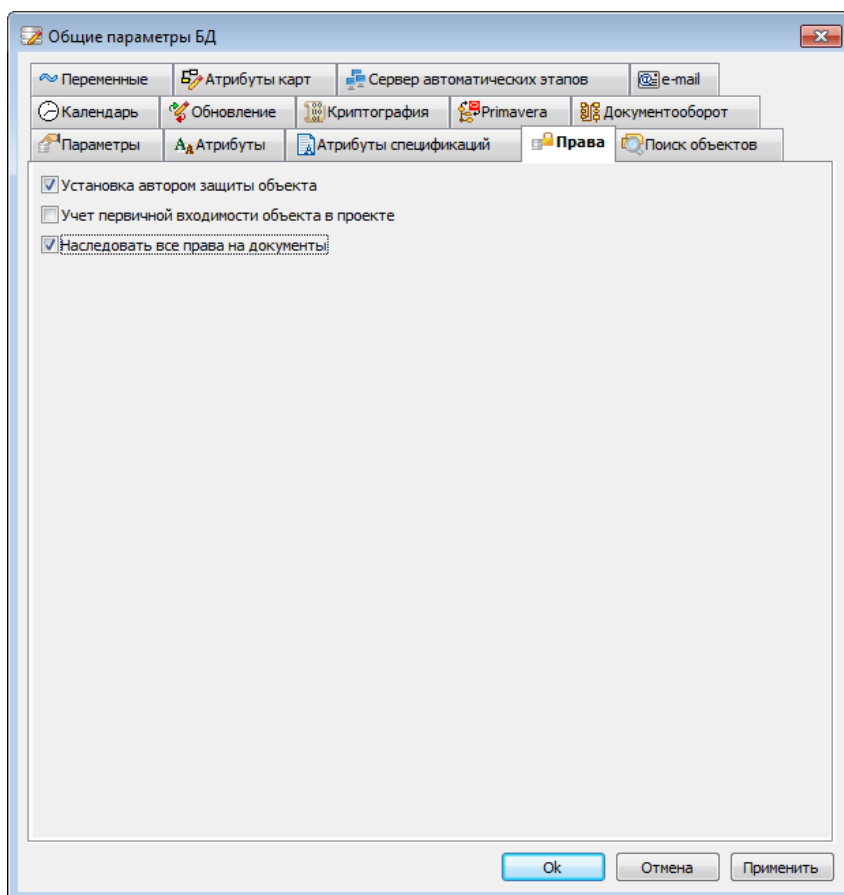 Общие параметры БД
Переменные Атрибуты карт Сервер автоматических этапов e-mail
Календарь Обновление Криптография Primavera Документооборот
Параметры Атрибуты Атрибуты спецификаций Права Поиск объектов
Установка автором защиты объекта
Учет первичной входимости объекта в проекте
Наследовать все права на документы
Ok Отмена Применить